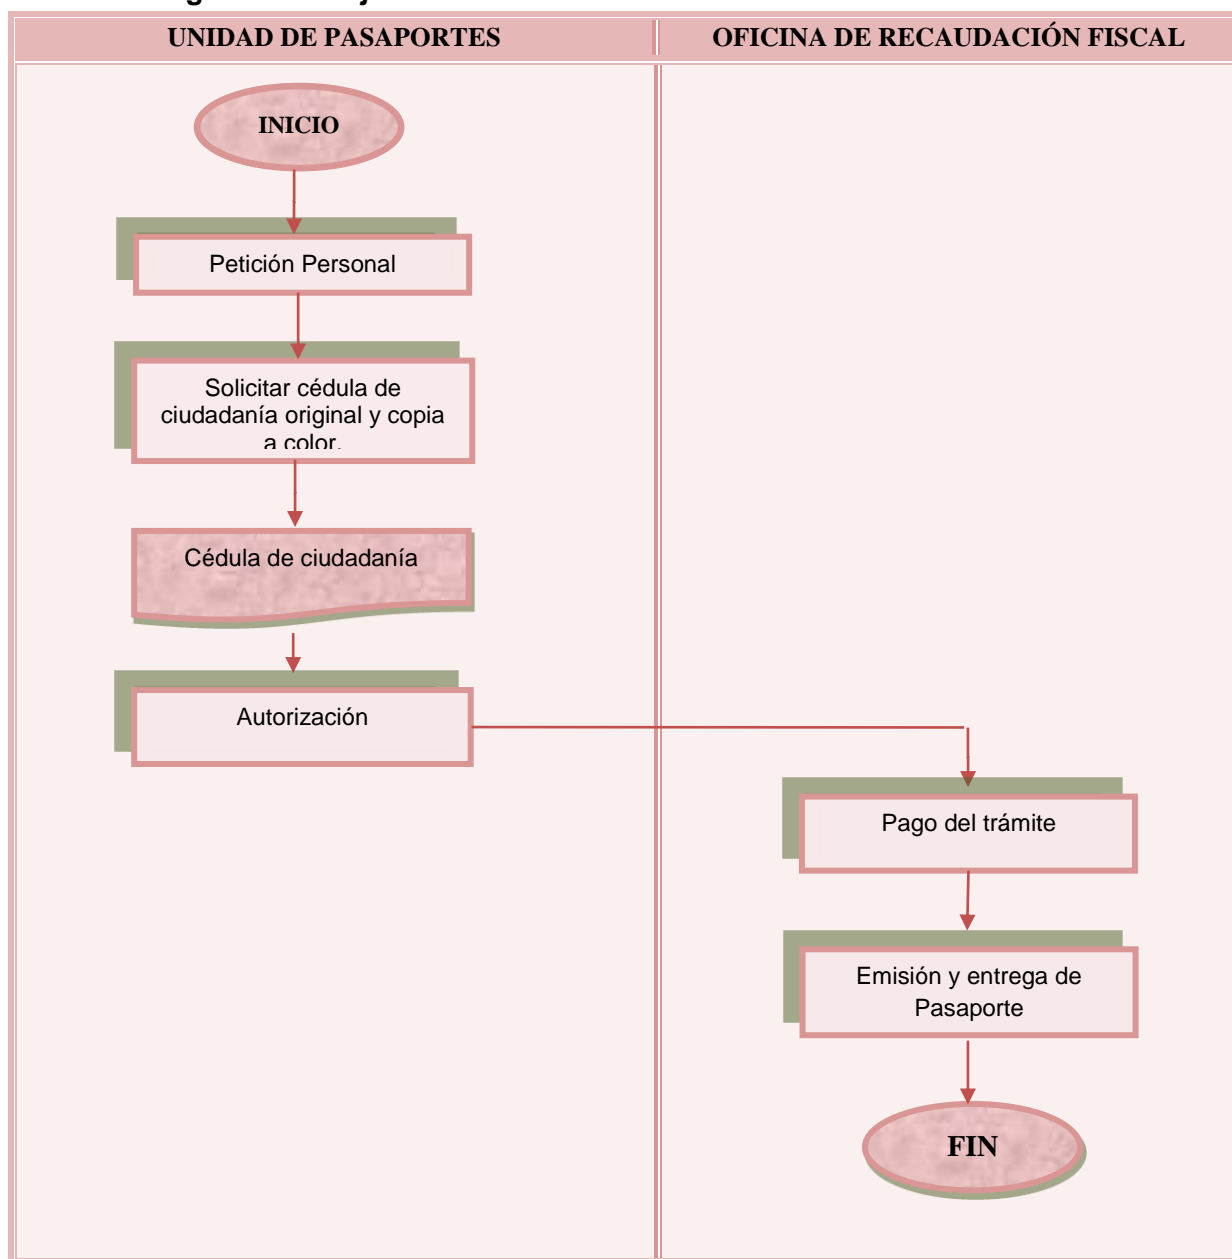 UNIDAD DE PASAPORTES
OFICINA DE RECAUDACIÓN FISCAL
INICIO
Petición Personal
Solicitar cédula de
ciudadanía original y copia
a color.
Cédula de ciudadanía
Autorización
Pago del trámite
Emisión y entrega de
Pasaporte
FIN